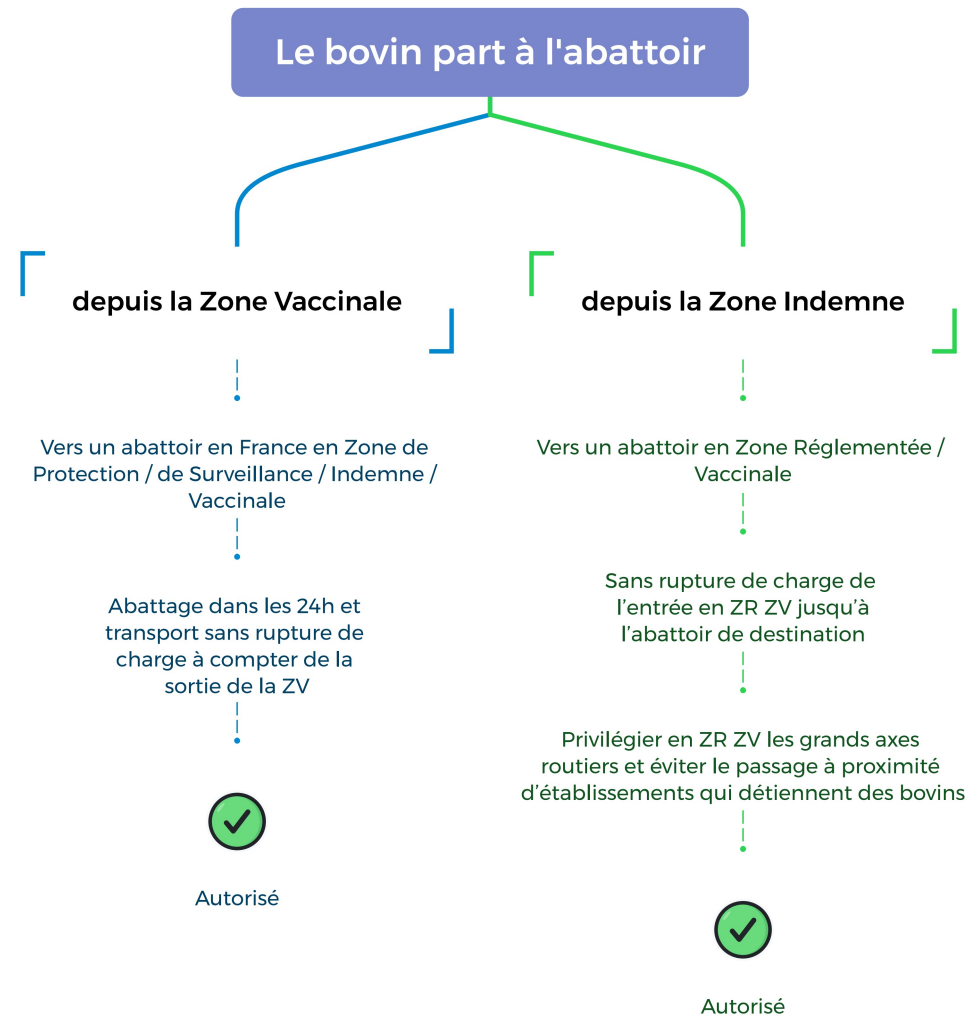 Le bovin part à l'abattoir
depuis la Zone Vaccinale
Vers un abattoir en France en Zone de
Protection / de Surveillance / Indemne /
Vaccinale
Abattage dans les 24h et
transport sans rupture de
charge à compter de la
sortie de la ZV
Autorisé
depuis la Zone Indemne
Vers un abattoir en Zone Réglementée /
Vaccinale
Sans rupture de charge de
l’entrée en ZR ZV jusqu’à
l’abattoir de destination
Privilégier en ZR ZV les grands axes
routiers et éviter le passage à proximité
d’établissements qui détiennent des bovins
Autorisé